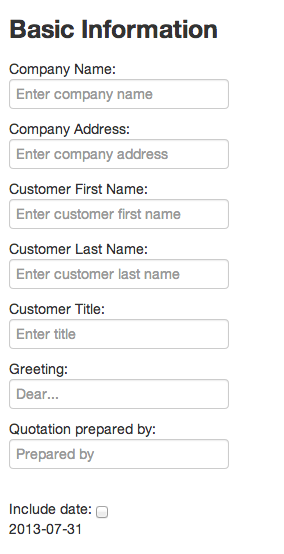 Basic Information
Company Name:
Enter company name
Company Address:
Enter company address
Customer First Name:
Enter customer first name
Customer Last Name:
Enter customer last name
Customer Title:
Enter title
Greeting:
Dear...
Quotation prepared by:
Prepared by
Include date:
2013-07-31